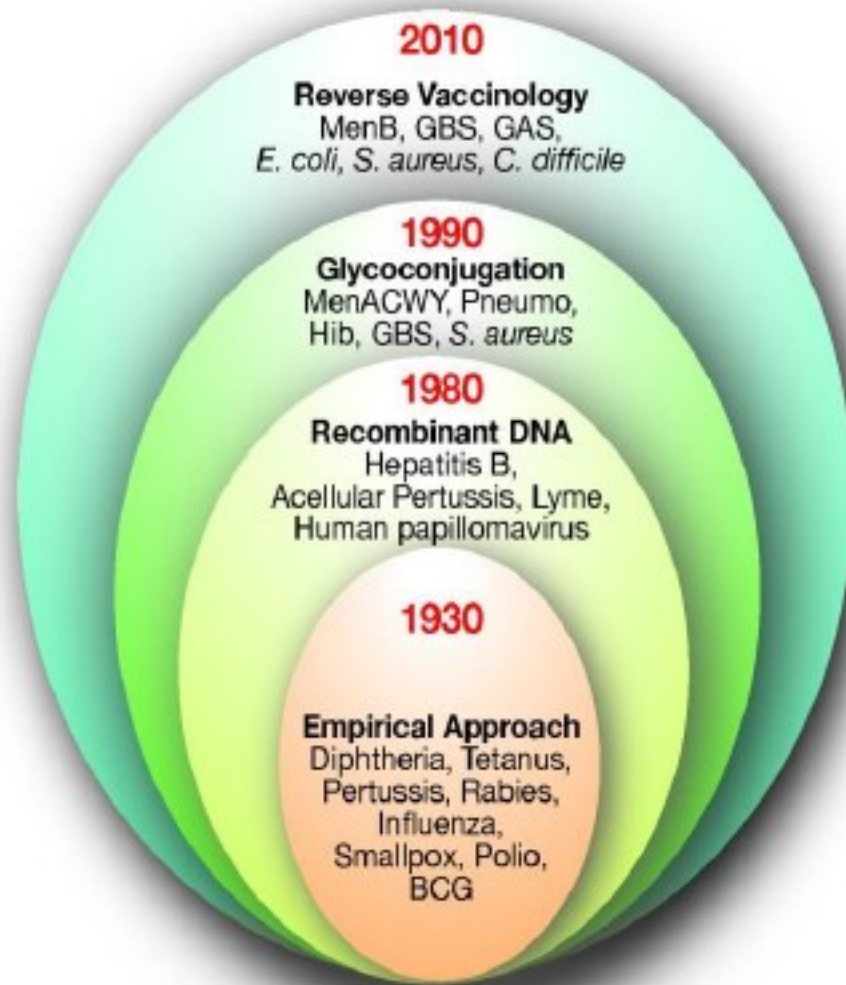 2010
Reverse Vaccinology
MenB, GBS, GAS,
E. coli, S. aureus, C. difficile
1990
Glycoconjugation
MenACWY, Pneumo,
Hib, GBS, S. aureus
1980
Recombinant DNA
Hepatitis B,
Acellular Pertussis, Lyme,
Human papillomavirus
1930
Empirical Approach
Diphtheria, Tetanus,
Pertussis, Rabies,
Influenza,
Smallpox, Polio,
BCG